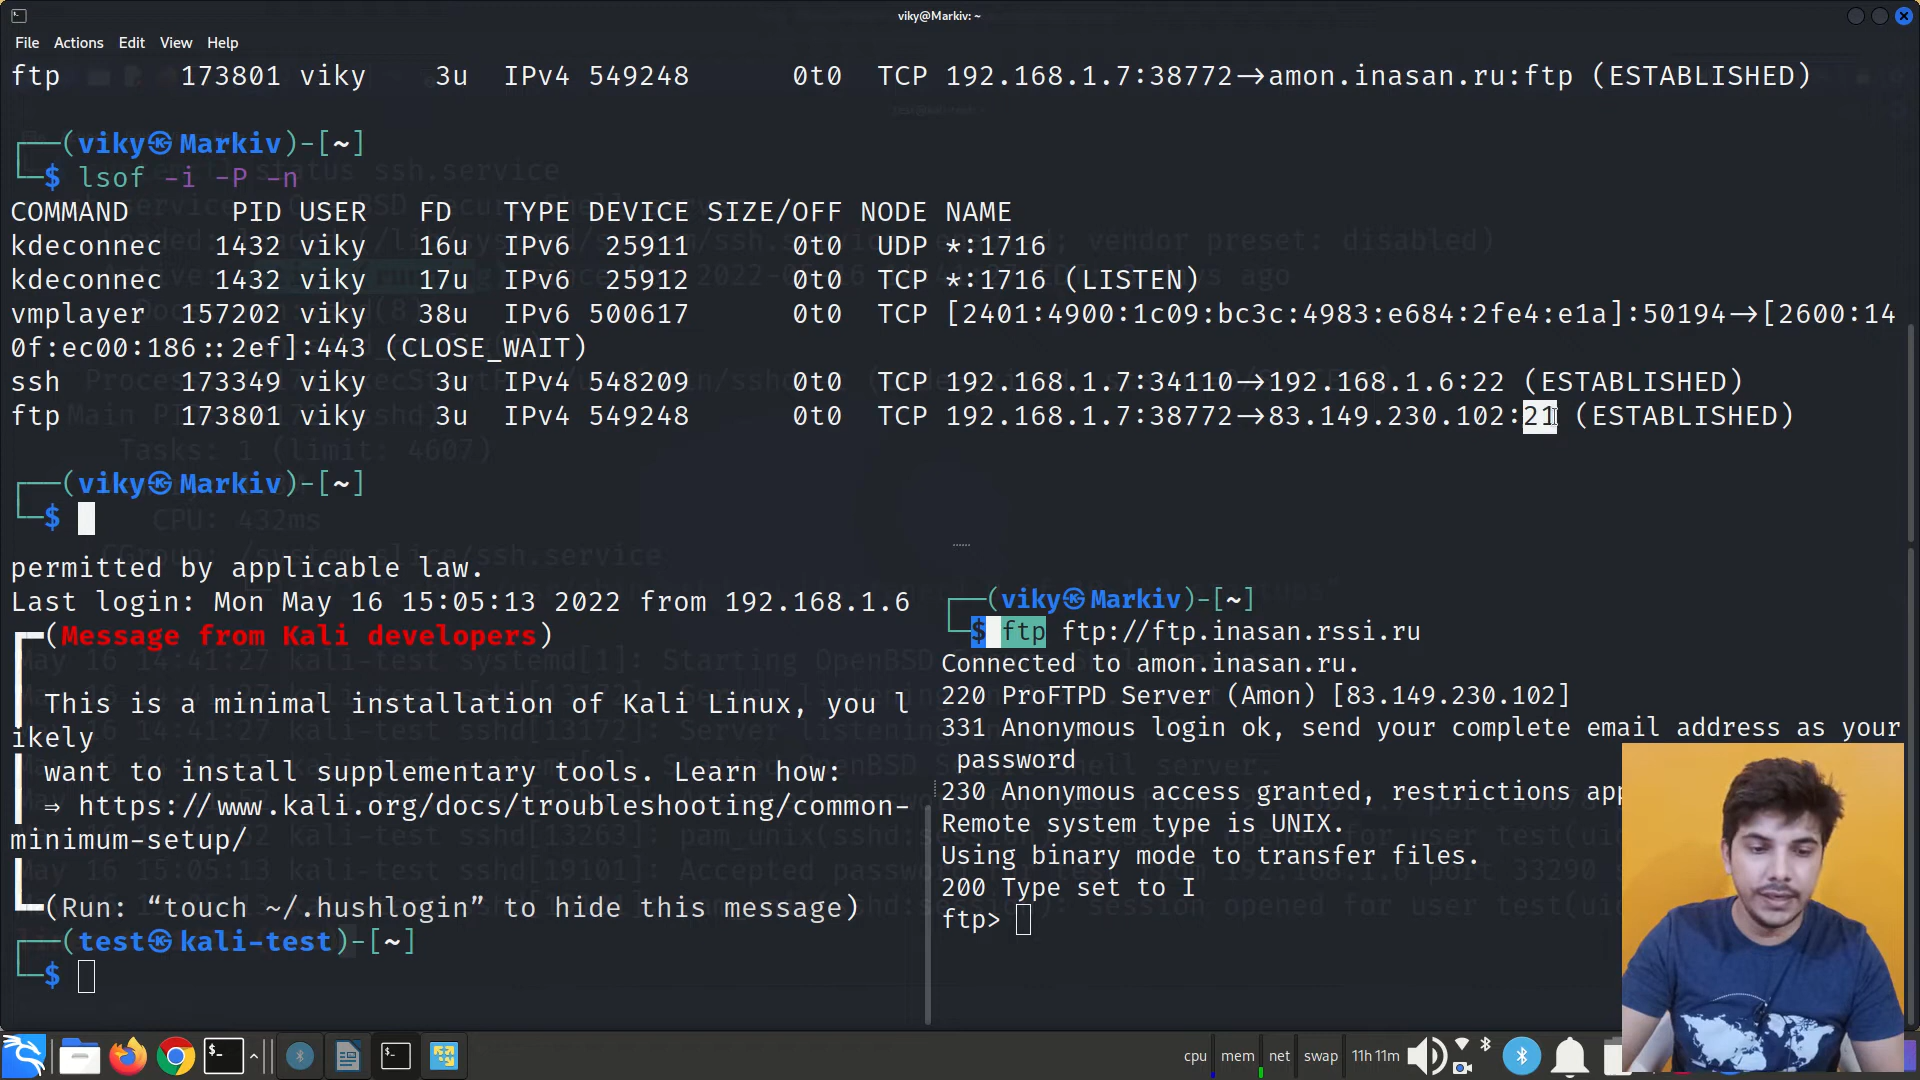 viky@Markiv: ~
File Actions Edit View Help
ftp 173801 viky 3u IPv4 549248 0t0 TCP 192.168.1.7:38772->amon.inasan.ru:ftp (ESTABLISHED)
(viky㉿Markiv)-[~]
$ lsof -i -P -n
COMMAND PID USER FD TYPE DEVICE SIZE/OFF NODE NAME
kdeconnec 1432 viky 16u IPv6 25911 0t0 UDP *:1716
kdeconnec 1432 viky 17u IPv6 25912 0t0 TCP *:1716 (LISTEN)
vmplayer 157202 viky 38u IPv6 500617 0t0 TCP [2401:4900:1c09:bc3c:4983:e684:2fe4:e1a]:50194->[2600:14
0f:ec00:186::2ef]:443 (CLOSE_WAIT)
ssh 173349 viky 3u IPv4 548209 0t0 TCP 192.168.1.7:34110->192.168.1.6:22 (ESTABLISHED)
ftp 173801 viky 3u IPv4 549248 0t0 TCP 192.168.1.7:38772->83.149.230.102:21 (ESTABLISHED)
(viky㉿Markiv)-[~]
$
permitted by applicable law.
Last login: Mon May 16 15:05:13 2022 from 192.168.1.6
(Message from Kali developers)
This is a minimal installation of Kali Linux, you l
ikely
want to install supplementary tools. Learn how:
⇒ https://www.kali.org/docs/troubleshooting/common-
minimum-setup/
(Run: “touch ~/.hushlogin” to hide this message)
(test㉿kali-test)-[~]
$
(viky㉿Markiv)-[~]
$ ftp ftp://ftp.inasan.rssi.ru
Connected to amon.inasan.ru.
220 ProFTPD Server (Amon) [83.149.230.102]
331 Anonymous login ok, send your complete email address as your
password
230 Anonymous access granted, restrictions app
Remote system type is UNIX.
Using binary mode to transfer files.
200 Type set to I
ftp>
cpu mem net swap 11h 11m